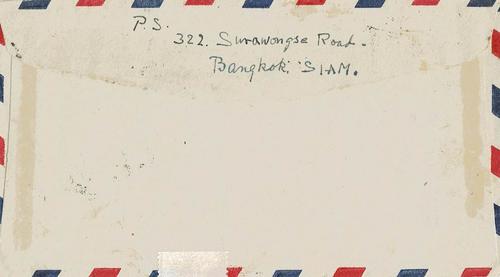 P.S.
322. Surawongse Road.
Bangkok. SIAM.